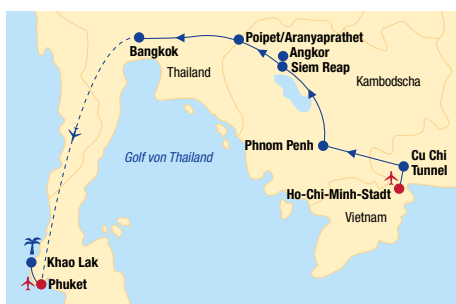 Poipet/Aranyaprathet
Bangkok
Angkor
Siem Reap
Thailand
Kambodscha
Phnom Penh
Golf von Thailand
Cu Chi
Tunnel
Ho-Chi-Minh-Stadt
Vietnam
Khao Lak
Phuket